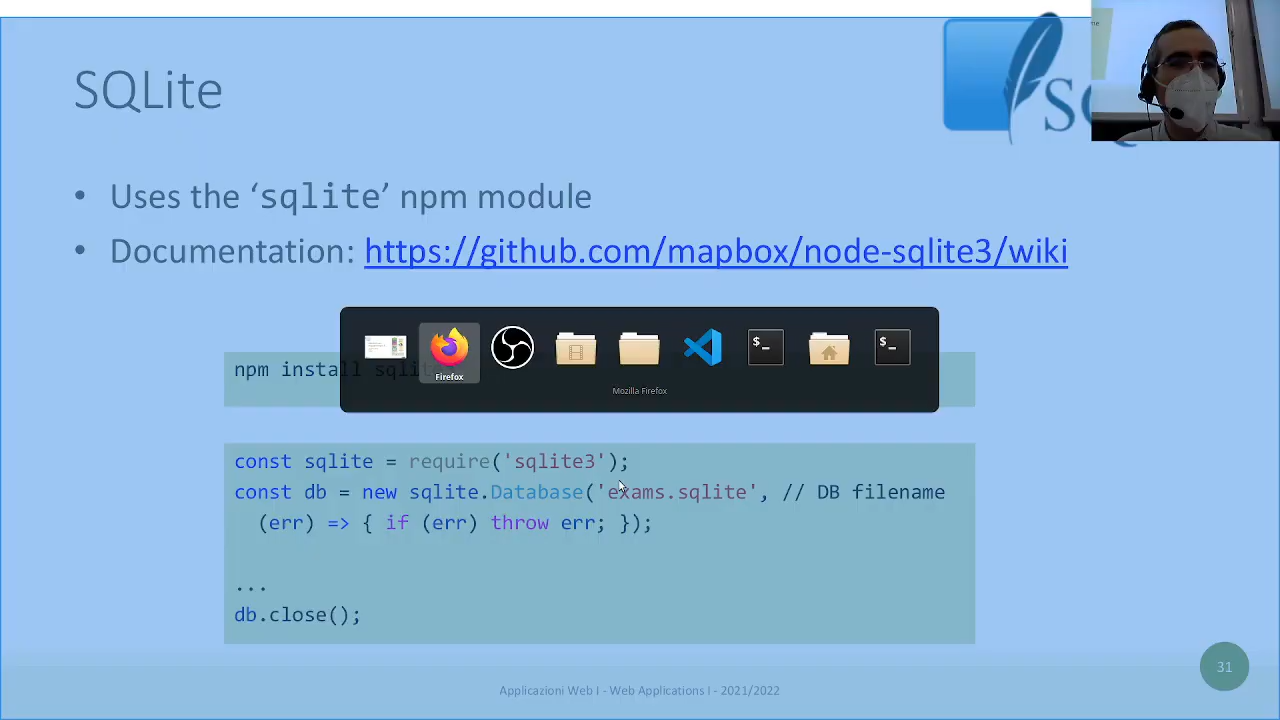 SQLite
• Uses the ‘sqlite’ npm module
• Documentation: https://github.com/mapbox/node-sqlite3/wiki
npm install
Firefox
Mozilla Firefox
const sqlite = require('sqlite3');
const db = new sqlite.Database('exams.sqlite', // DB filename
(err) => { if (err) throw err; });
...
db.close();
Applicazioni Web I - Web Applications I - 2021/2022
31